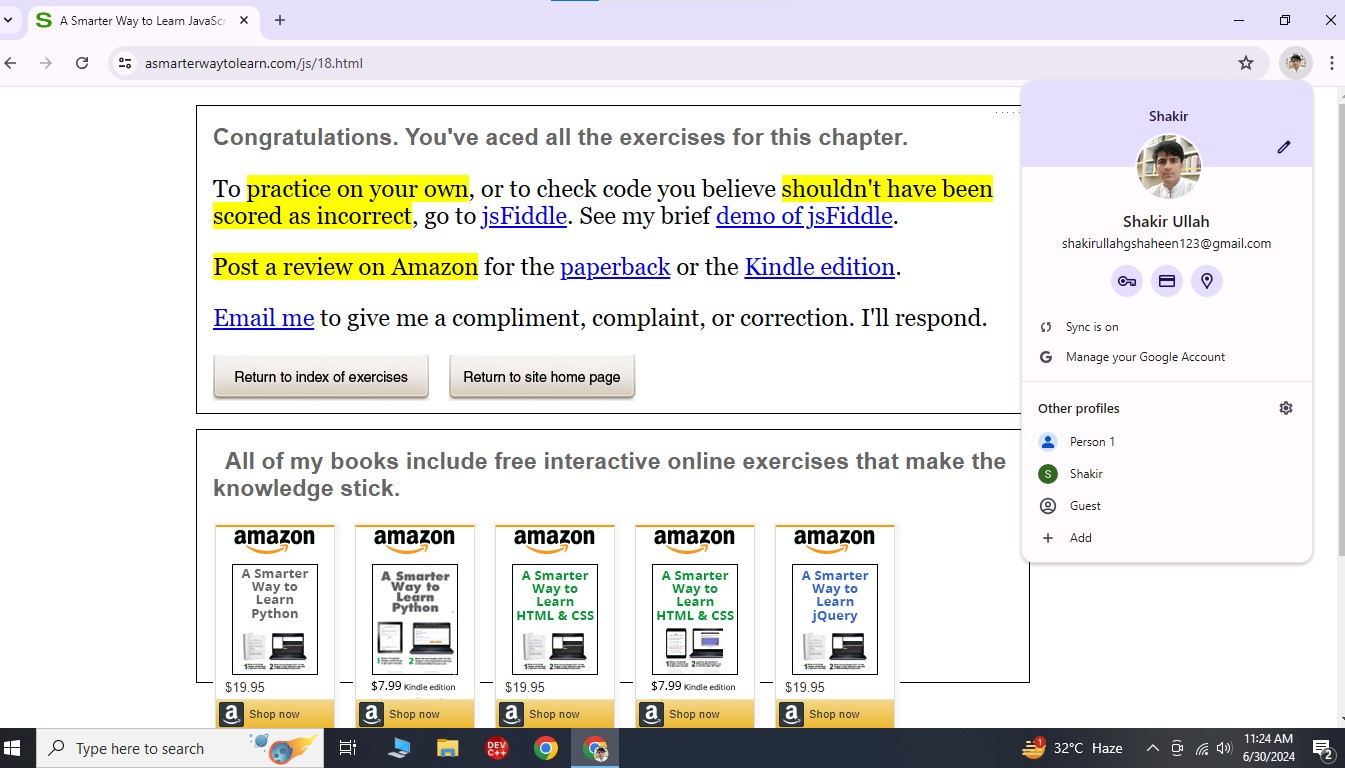 A Smarter Way to Learn JavaScr
asmarterwaytolearn.com/js/18.html
Congratulations. You've aced all the exercises for this chapter.
To practice on your own, or to check code you believe shouldn't have been
scored as incorrect, go to jsFiddle. See my brief demo of jsFiddle.
Post a review on Amazon for the paperback or the Kindle edition.
Email me to give me a compliment, complaint, or correction. I'll respond.
Return to index of exercises
Return to site home page
Shakir
Shakir Ullah
shakirullahgshaheen123@gmail.com
Sync is on
G Manage your Google Account
Other profiles
Person 1
S Shakir
Guest
Add
All of my books include free interactive online exercises that make the
knowledge stick.
amazon
A Smarter
Way to
Learn
Python
$19.95
a Shop now
amazon
A Smarter
Way to
Learn
Python
$7.99 Kindle edition
a Shop now
amazon
A Smarter
Way to
Learn
HTML & CSS
$19.95
a Shop now
amazon
A Smarter
Way to
Learn
HTML & CSS
$7.99 Kindle edition
a Shop now
amazon
A Smarter
Way to
Learn
jQuery
$19.95
a Shop now
Type here to search
DEV
C++
1
32°C Haze
11:24 AM
6/30/2024
2